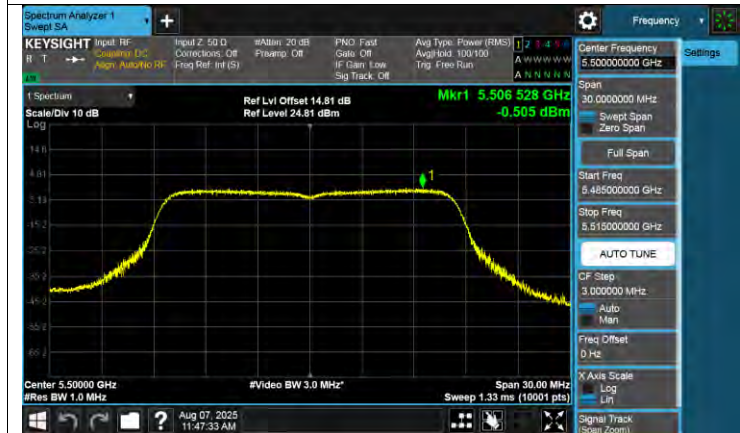 Spectrum Analyzer 1
Swept SA
+
Frequency
KEYSIGHT
R T
Input: RF
Coupling: DC
Align: Auto/No RF
Input Z: 50 Ω
Corrections: Off
Freq Ref: Int (S)
#Atten: 20 dB
Preamp: Off
PNO: Fast
Gate: Off
IF Gain: Low
Sig Track: Off
Avg Type: Power (RMS)
Avg|Hold: 100/100
Trig: Free Run
1 2 3 4 5 6
A W W W W W
A N N N N N
1 Spectrum
Scale/Div 10 dB
Log
Ref Lvl Offset 14.81 dB
Ref Level 24.81 dBm
Mkr1 5.506 528 GHz
-0.505 dBm
14.8
4.81
-5.19
-15.2
-25.2
-35.2
-45.2
-55.2
-65.2
1
Center 5.50000 GHz
#Res BW 1.0 MHz
#Video BW 3.0 MHz*
Span 30.00 MHz
Sweep 1.33 ms (10001 pts)
Aug 07, 2025
11:47:33 AM
?
Settings
Center Frequency
5.500000000 GHz
Span
30.0000000 MHz
Swept Span
Zero Span
Full Span
Start Freq
5.485000000 GHz
Stop Freq
5.515000000 GHz
AUTO TUNE
CF Step
3.000000 MHz
Auto
Man
Freq Offset
0 Hz
X Axis Scale
Log
Lin
Signal Track
(Span Zoom)